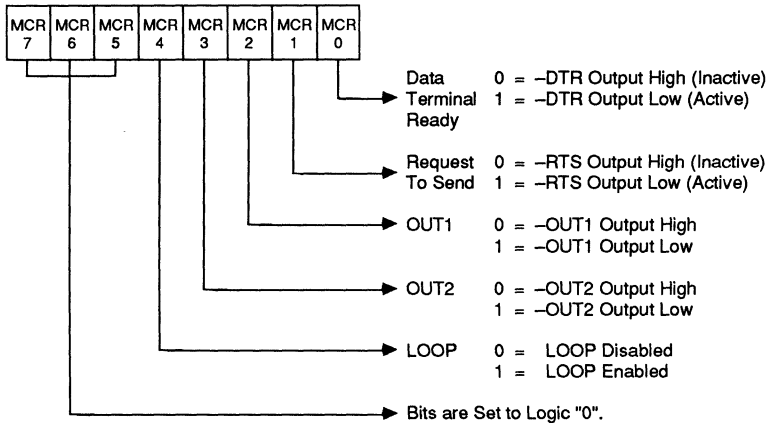 MCR MCR MCR MCR MCR MCR MCR MCR
7 6 5 4 3 2 1 0
Data 0 = –DTR Output High (Inactive)
Terminal 1 = –DTR Output Low (Active)
Ready
Request 0 = –RTS Output High (Inactive)
To Send 1 = –RTS Output Low (Active)
OUT1 0 = –OUT1 Output High
1 = –OUT1 Output Low
OUT2 0 = –OUT2 Output High
1 = –OUT2 Output Low
LOOP 0 = LOOP Disabled
1 = LOOP Enabled
Bits are Set to Logic "0".